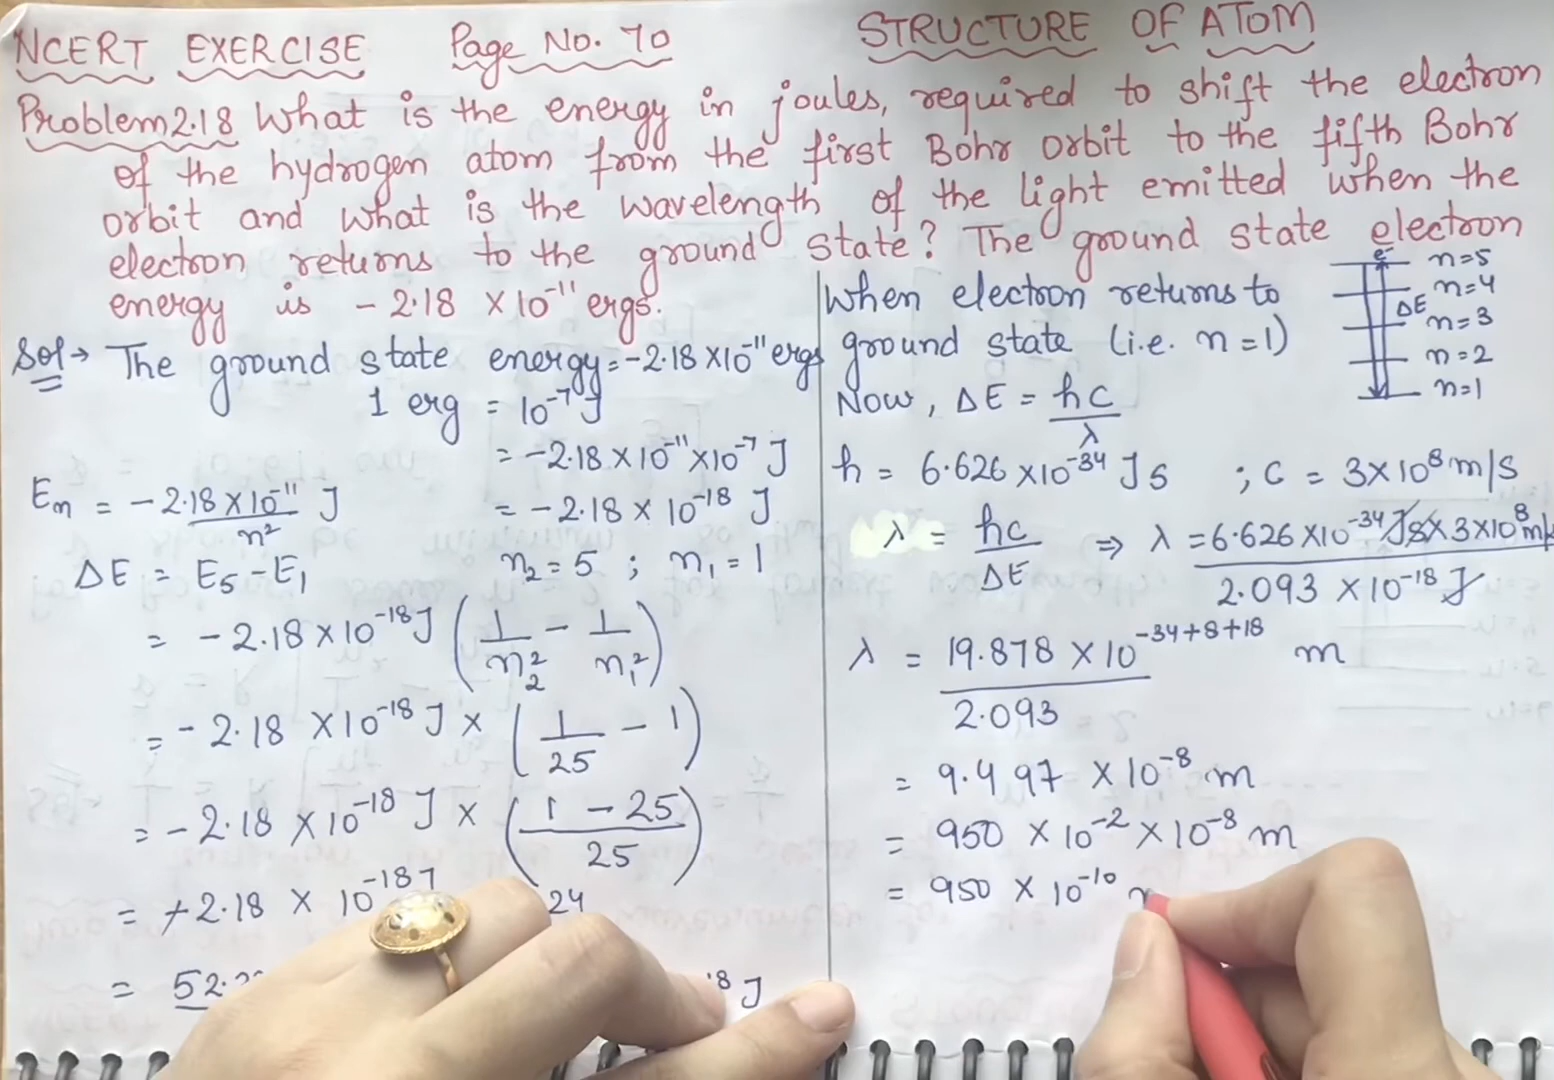 NCERT EXERCISE Page No. 70 STRUCTURE OF ATOM
Problem 2.18 What is the energy in joules, required to shift the electron
of the hydrogen atom from the first Bohr orbit to the fifth Bohr
orbit and what is the wavelength of the light emitted when the
electron returns to the ground state? The ground state electron
energy is - 2.18 × 10⁻¹¹ ergs.
Sol→ The ground state energy = -2.18 × 10⁻¹¹ ergs
1 erg = 10⁻⁷ J
= -2.18 × 10⁻¹¹ × 10⁻⁷ J
Eₙ = -2.18 × 10⁻¹¹ / n² J
= -2.18 × 10⁻¹⁸ J
ΔE = E₅ - E₁ n₂ = 5 ; n₁ = 1
= -2.18 × 10⁻¹⁸ J (1/n₂² - 1/n₁²)
= -2.18 × 10⁻¹⁸ J × (1/25 - 1)
= -2.18 × 10⁻¹⁸ J × (1 - 25 / 25)
= +2.18 × 10⁻¹⁸ 24
= 52. J
When electron returns to
ground state (i.e. n = 1)
Now, ΔE = hc/λ
h = 6.626 × 10⁻³⁴ Js ; c = 3 × 10⁸ m/s
λ = hc/ΔE ⇒ λ = 6.626 × 10⁻³⁴ Js × 3 × 10⁸ m/ / 2.093 × 10⁻¹⁸ J
λ = 19.878 × 10⁻³⁴⁺⁸⁺¹⁸ / 2.093 m
= 9.497 × 10⁻⁸ m
= 950 × 10⁻² × 10⁻⁸ m
= 950 × 10⁻¹⁰
e⁻ n=5
n=4
ΔE n=3
n=2
n=1